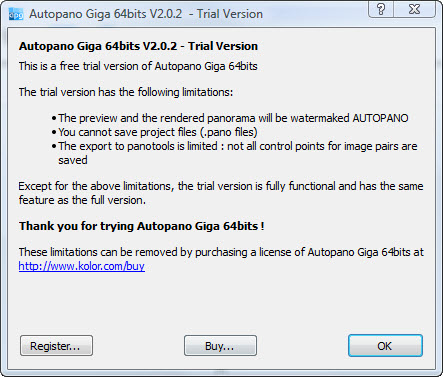 Autopano Giga 64bits V2.0.2 - Trial Version
Autopano Giga 64bits V2.0.2 - Trial Version
This is a free trial version of Autopano Giga 64bits
The trial version has the following limitations:
•The preview and the rendered panorama will be watermaked AUTOPANO
•You cannot save project files (.pano files)
•The export to panotools is limited : not all control points for image pairs are
saved
Except for the above limitations, the trial version is fully functional and has the same
feature as the full version.
Thank you for trying Autopano Giga 64bits !
These limitations can be removed by purchasing a license of Autopano Giga 64bits at
http://www.kolor.com/buy
Register... Buy... OK